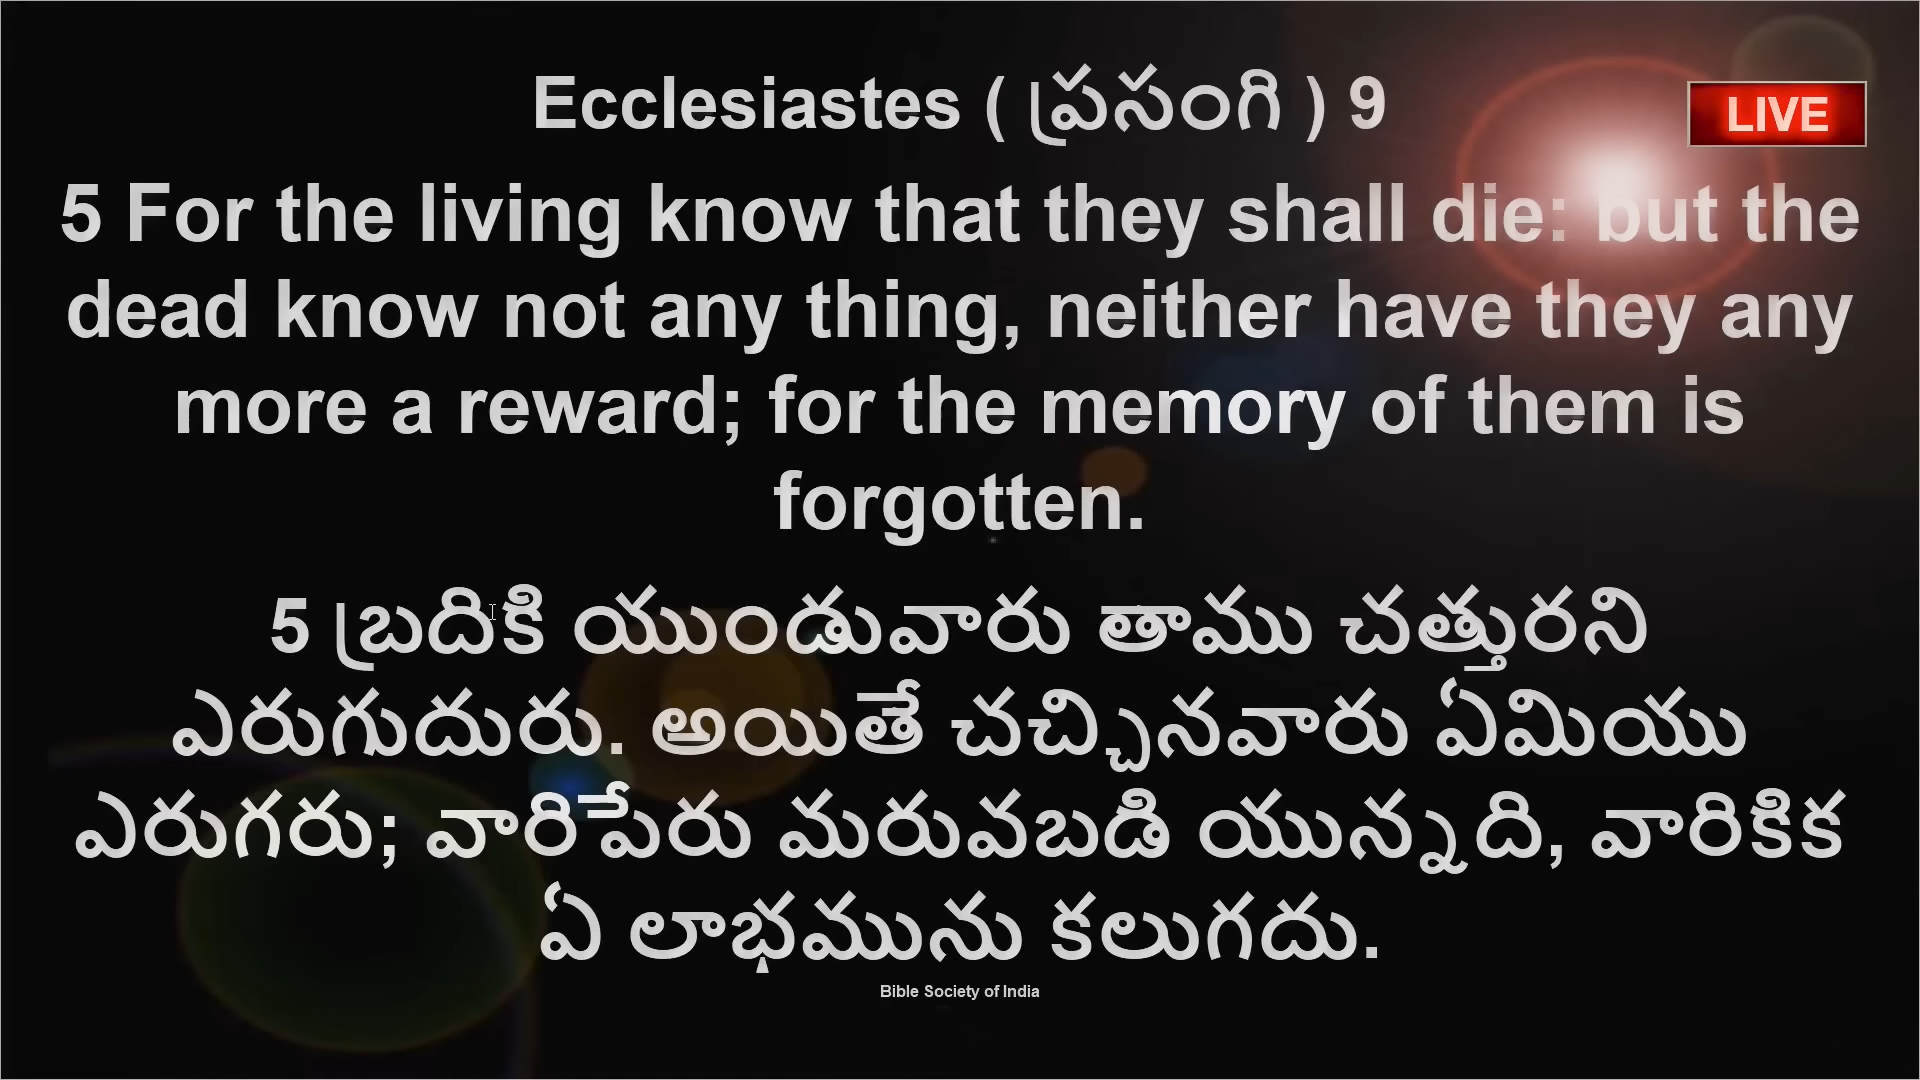 Ecclesiastes ( ప్రసంగి ) 9
LIVE
5 For the living know that they shall die: but the
dead know not any thing, neither have they any
more a reward; for the memory of them is
forgotten.
5 బ్రదికి యుండువారు తాము చత్తురని
ఎరుగుదురు. అయితే చచ్చినవారు ఏమియు
ఎరుగరు; వారిపేరు మరువబడి యున్నది, వారికిక
ఏ లాభమును కలుగదు.
Bible Society of India